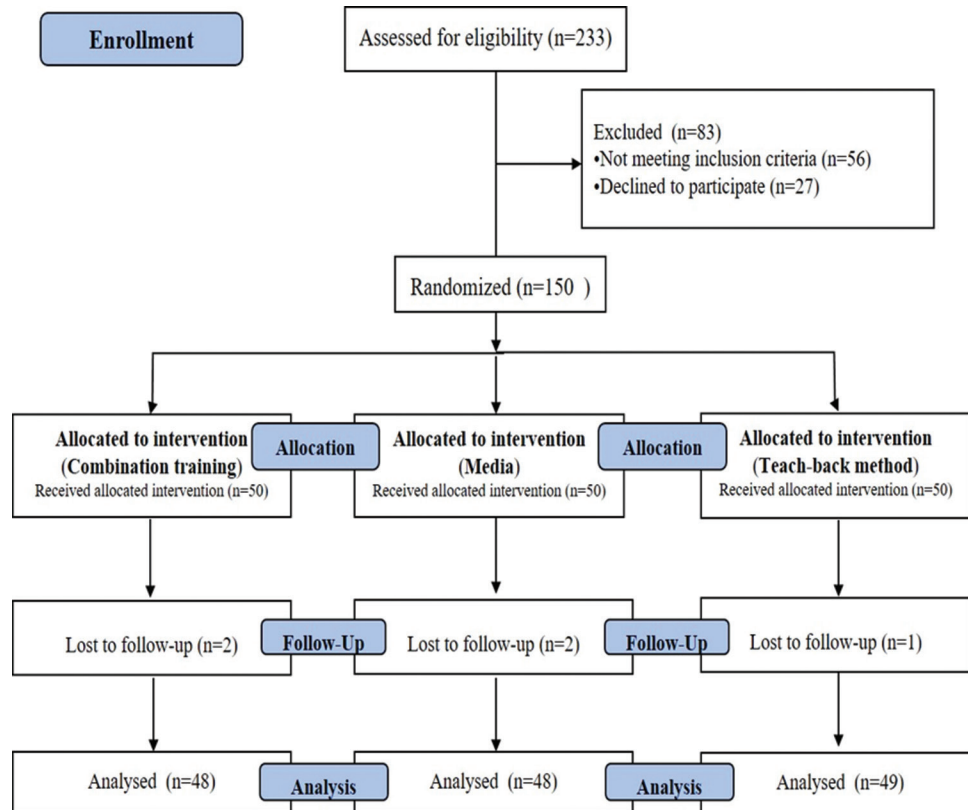 Enrollment
Assessed for eligibility (n=233)
Excluded (n=83)
•Not meeting inclusion criteria (n=56)
•Declined to participate (n=27)
Randomized (n=150 )
Allocated to intervention
(Combination training)
Received allocated intervention (n=50)
Allocation
Allocated to intervention
(Media)
Received allocated intervention (n=50)
Allocation
Allocated to intervention
(Teach-back method)
Received allocated intervention (n=50)
Lost to follow-up (n=2)
Follow-Up
Lost to follow-up (n=2)
Follow-Up
Lost to follow-up (n=1)
Analysed (n=48)
Analysis
Analysed (n=48)
Analysis
Analysed (n=49)